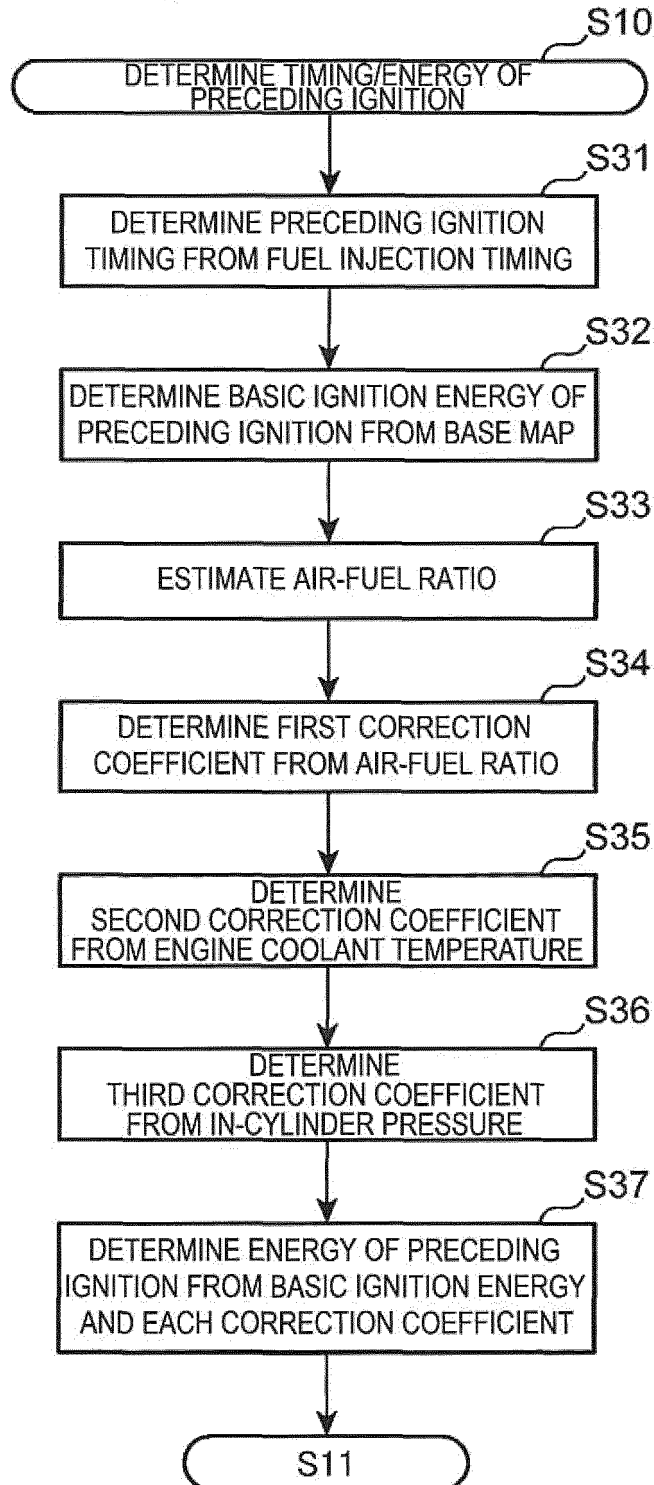 S10
DETERMINE TIMING/ENERGY OF
PRECEDING IGNITION
S31
DETERMINE PRECEDING IGNITION
TIMING FROM FUEL INJECTION TIMING
S32
DETERMINE BASIC IGNITION ENERGY OF
PRECEDING IGNITION FROM BASE MAP
S33
ESTIMATE AIR-FUEL RATIO
S34
DETERMINE FIRST CORRECTION
COEFFICIENT FROM AIR-FUEL RATIO
S35
DETERMINE
SECOND CORRECTION COEFFICIENT
FROM ENGINE COOLANT TEMPERATURE
S36
DETERMINE
THIRD CORRECTION COEFFICIENT
FROM IN-CYLINDER PRESSURE
S37
DETERMINE ENERGY OF PRECEDING
IGNITION FROM BASIC IGNITION ENERGY
AND EACH CORRECTION COEFFICIENT
S11